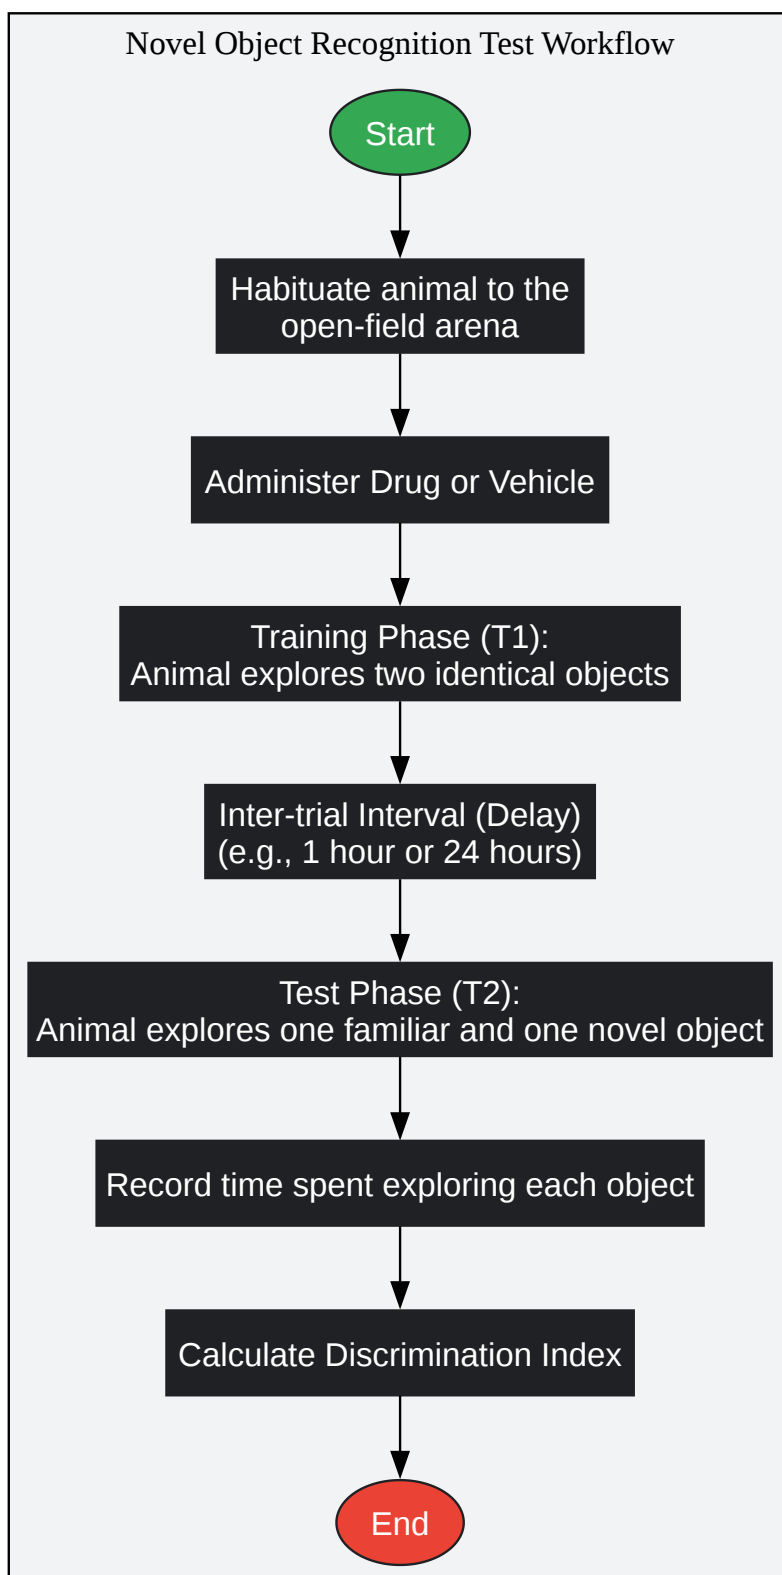 Novel Object Recognition Test Workflow
Start
Habituate animal to the
open-field arena
Administer Drug or Vehicle
Training Phase (T1):
Animal explores two identical objects
Inter-trial Interval (Delay)
(e.g., 1 hour or 24 hours)
Test Phase (T2):
Animal explores one familiar and one novel object
Record time spent exploring each object
Calculate Discrimination Index
End